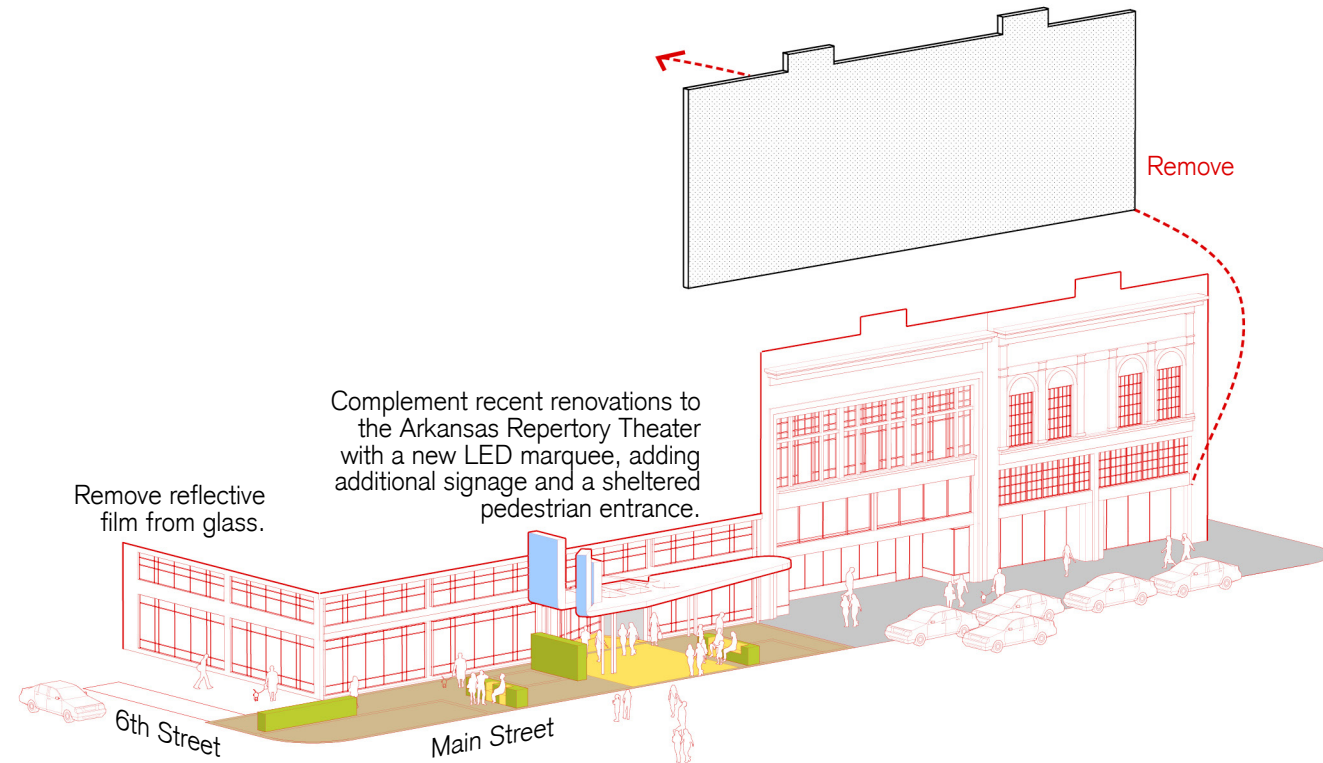 Remove
Complement recent renovations to
the Arkansas Repertory Theater
with a new LED marquee, adding
additional signage and a sheltered
pedestrian entrance.
Remove reflective
film from glass.
6th Street
Main Street